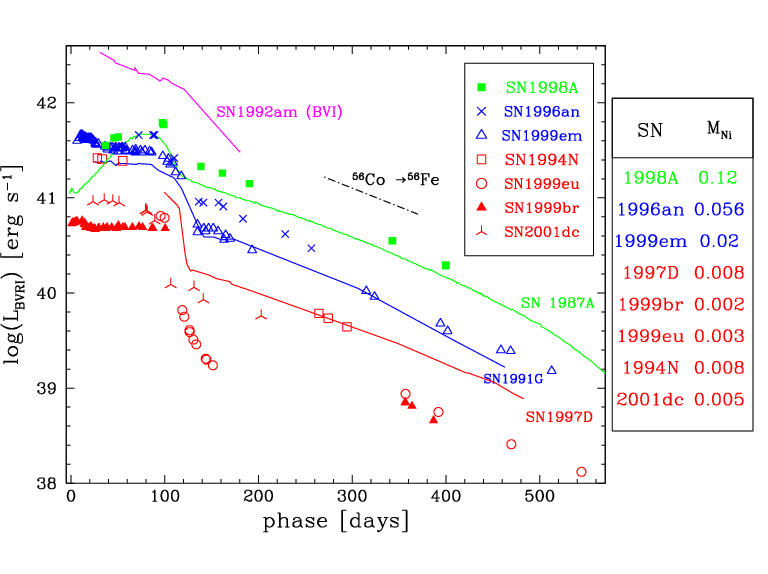 SN1992am (BVI)
SN1998A
SN1996an
SN1999em
SN1994N
SN1999eu
SN1999br
SN2001dc
⁵⁶Co →⁵⁶Fe
SN 1987A
SN1991G
SN1997D
42
41
40
39
38
log(L_BVRI) [erg s⁻¹]
0 100 200 300 400 500
phase [days]
SN M_Ni
1998A 0.12
1996an 0.056
1999em 0.02
1997D 0.008
1999br 0.002
1999eu 0.003
1994N 0.008
2001dc 0.005